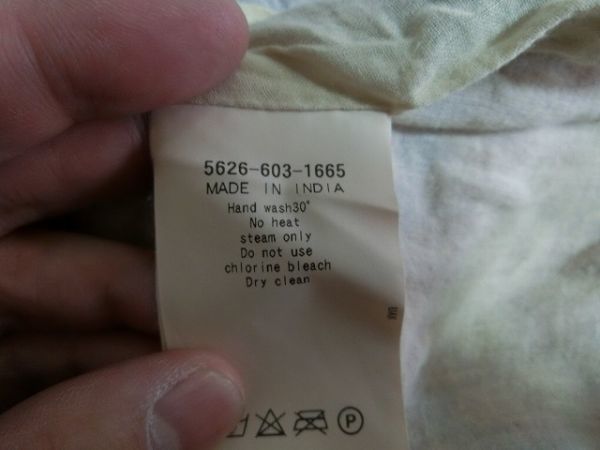 5626-603-1665
MADE IN INDIA
Hand wash30°
No heat
steam only
Do not use
chlorine bleach
Dry clean
P